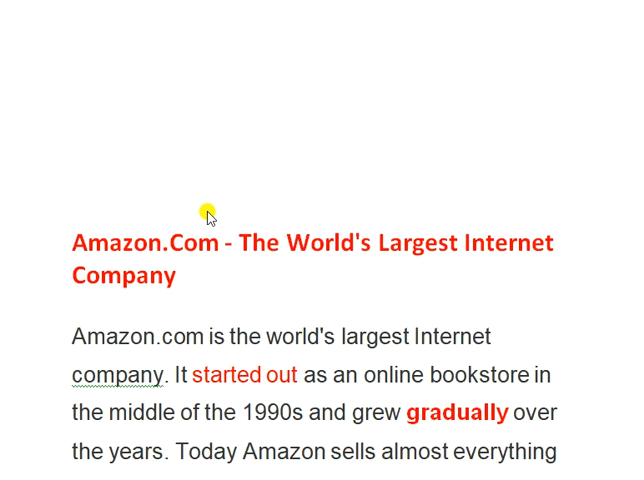 Amazon.Com - The World's Largest Internet
Company
Amazon.com is the world's largest Internet
company. It started out as an online bookstore in
the middle of the 1990s and grew gradually over
the years. Today Amazon sells almost everything